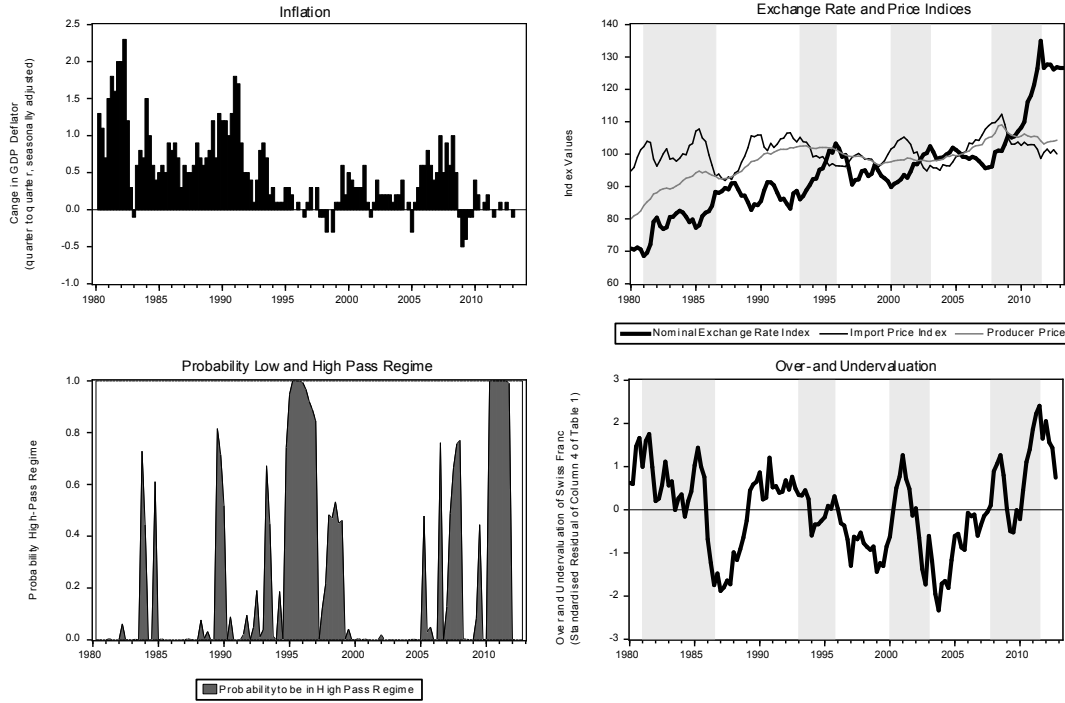 Inflation
Cange in GDP Deflator
(quarter to quarter, seasonally adjusted)
2.5
2.0
1.5
1.0
0.5
0.0
-0.5
-1.0
1980 1985 1990 1995 2000 2005 2010
Exchange Rate and Price Indices
Index Values
140
130
120
110
100
90
80
70
60
1980 1985 1990 1995 2000 2005 2010
Nominal Exchange Rate Index Import Price Index Producer Price
Probability Low and High Pass Regime
Probability High-Pass Regime
1.0
0.8
0.6
0.4
0.2
0.0
1980 1985 1990 1995 2000 2005 2010
Probability to be in High Pass Regime
Over- and Undervaluation
Over and Undervaluation of Swiss Franc
(Standardised Residual of Column 4 of Table 1)
3
2
1
0
-1
-2
-3
1980 1985 1990 1995 2000 2005 2010